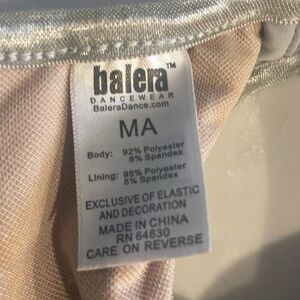 balera™
DANCEWEAR
BaleraDance.com
MA
Body: 92% Polyester
8% Spandex
Lining: 95% Polyester
5% Spandex
EXCLUSIVE OF ELASTIC
AND DECORATION
MADE IN CHINA
RN 64830
CARE ON REVERSE